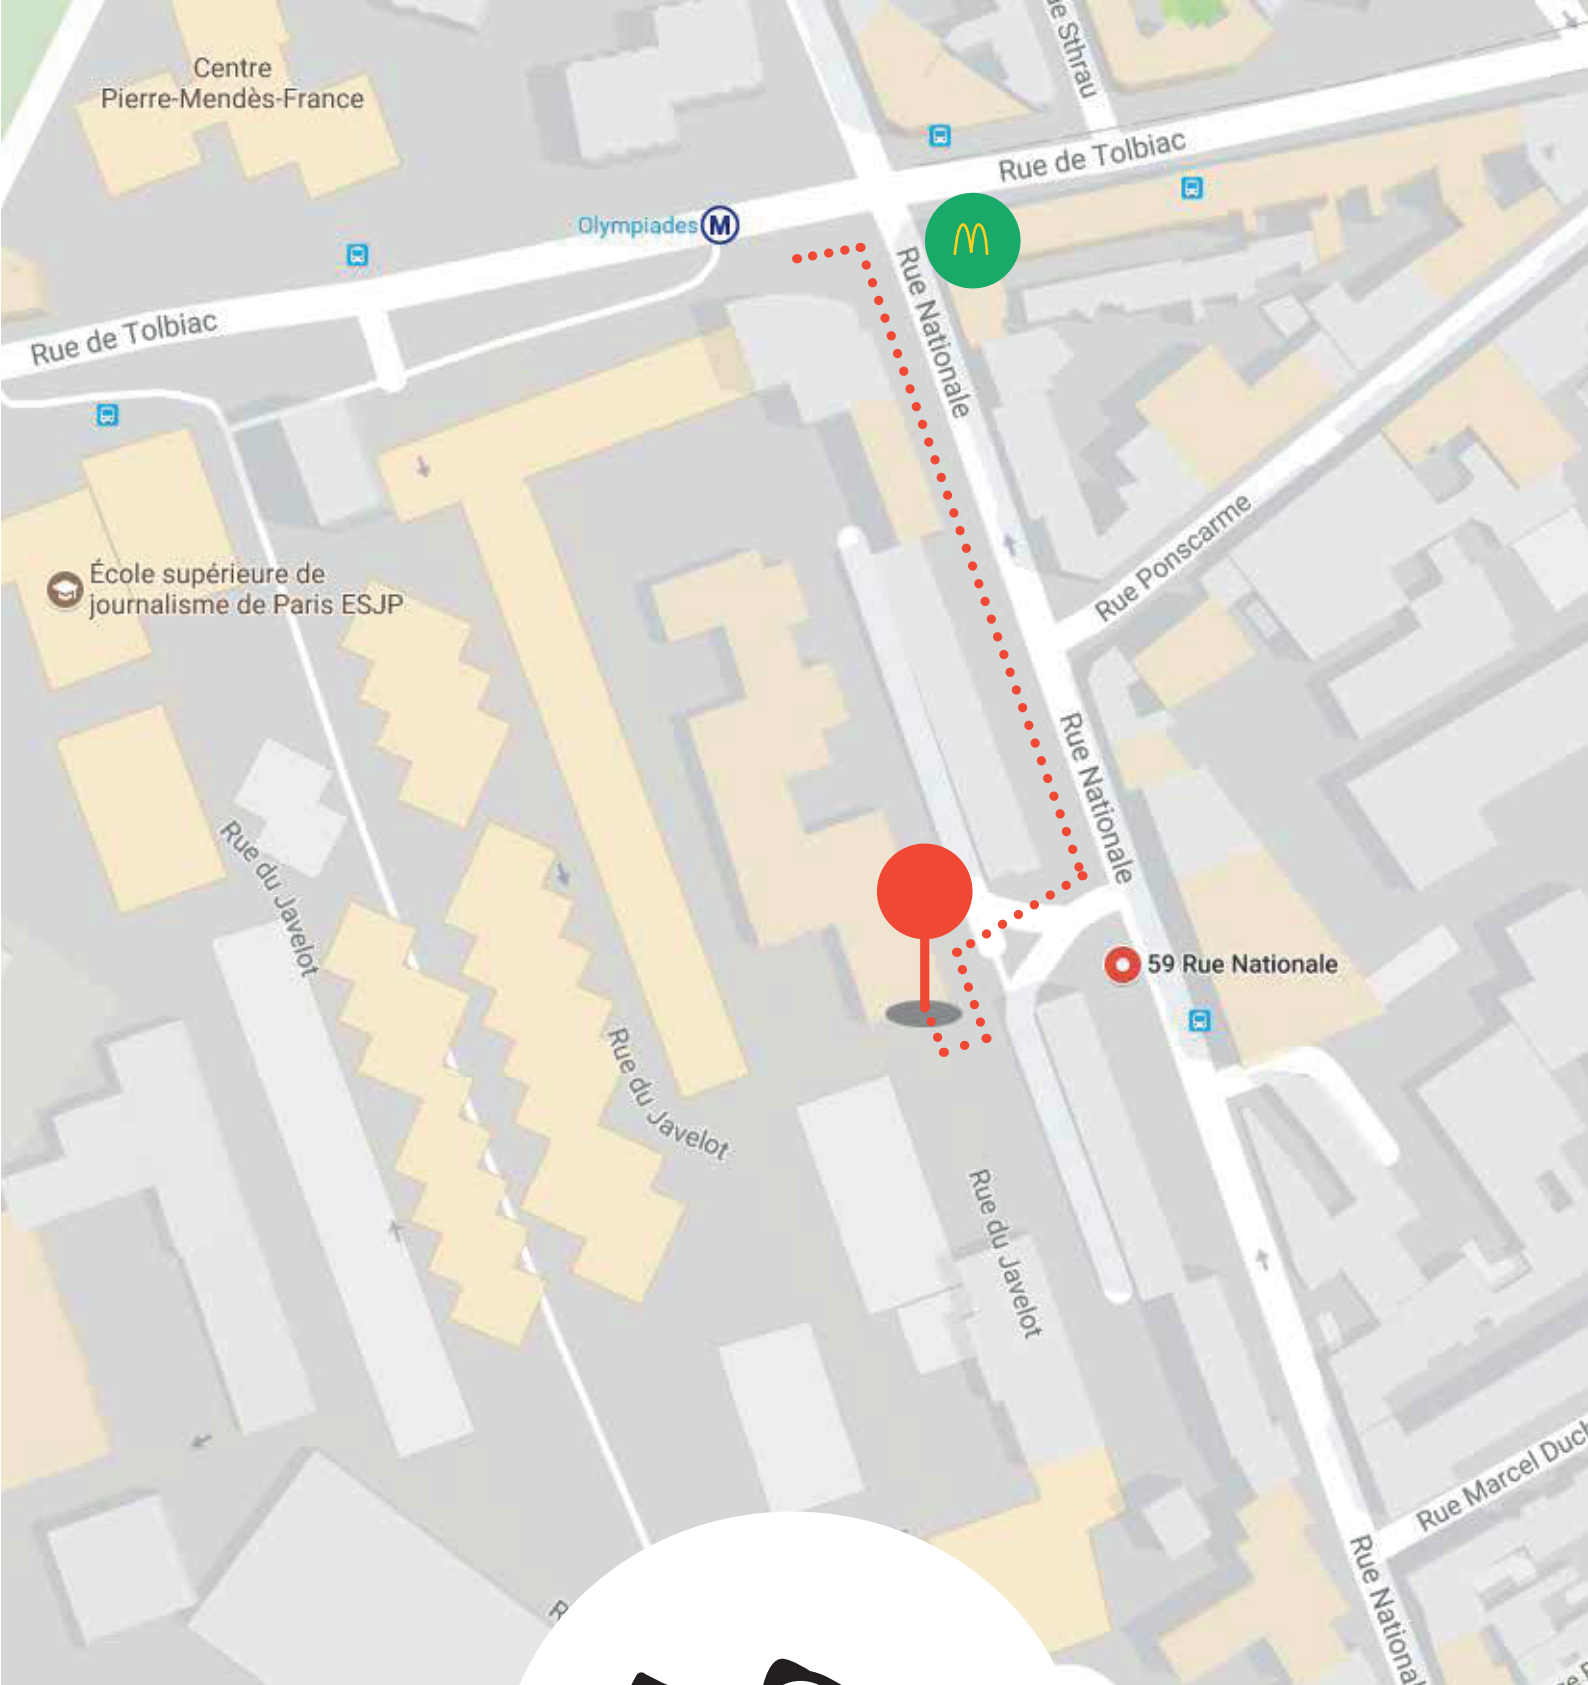 Centre
Pierre-Mendès-France
Sthrau
Rue de Tolbiac
Olympiades M
Rue Nationale
Rue de Tolbiac
Rue Ponscarme
École supérieure de
journalisme de Paris ESJP
Rue Nationale
Rue du Javelot
59 Rue Nationale
Rue du Javelot
Rue du Javelot
Rue Marcel
Rue